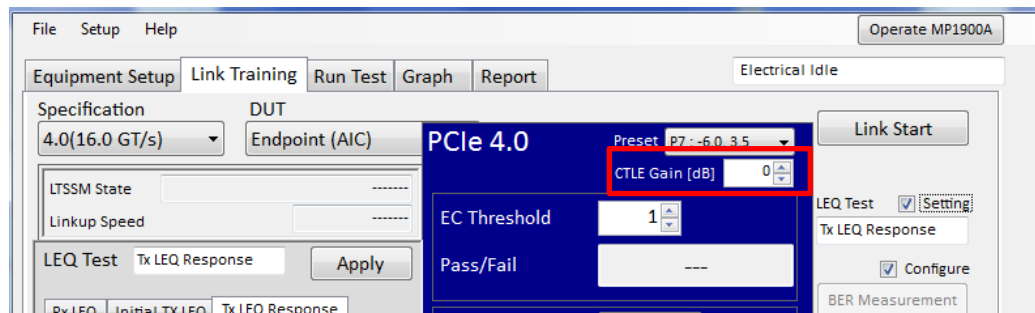 File Setup Help Operate MP1900A
Equipment Setup Link Training Run Test Graph Report Electrical Idle
Specification DUT
4.0(16.0 GT/s) Endpoint (AIC) PCIe 4.0 Preset P7 : -6.0, 3.5 Link Start
CTLE Gain [dB] 0
LTSSM State -------
LEQ Test Setting
Linkup Speed ------- EC Threshold 1
Tx LEQ Response
LEQ Test Tx LEQ Response Apply Pass/Fail --- Configure
BER Measurement
Rx LEQ Initial TX LEQ Tx LEQ Response